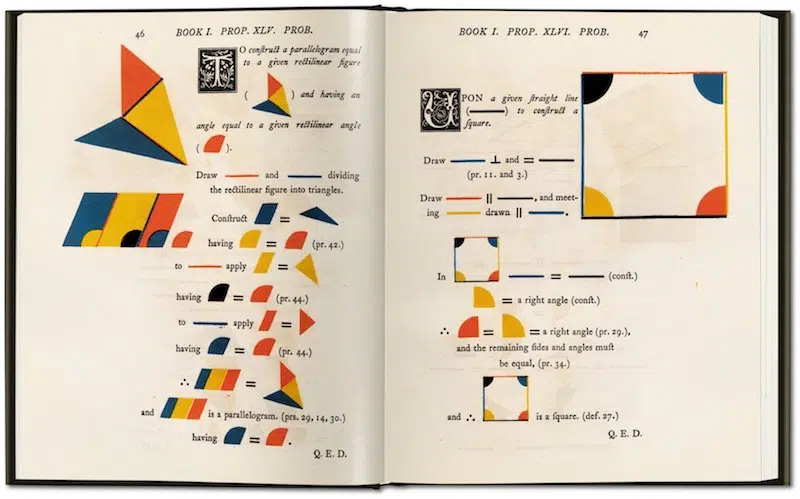 46 BOOK I. PROP. XLV. PROB.
TO conſtruct a parallelogram equal
to a given rectilinear figure
( ) and having an
angle equal to a given rectilinear angle
( ).
Draw and dividing
the rectilinear figure into triangles.
Conſtruct =
having = (pr. 42.)
to apply =
having = (pr. 44.)
to apply =
having = (pr. 44.)
∴ =
and is a parallelogram. (prs. 29, 14, 30.)
having = .
Q. E. D.
BOOK I. PROP. XLVI. PROB. 47
UPON a given ſtraight line
( ) to conſtruct a
ſquare.
Draw ⊥ and =
(pr. 11. and 3.)
Draw ∥ , and meet-
ing drawn ∥ .
In = (conſt.)
= a right angle (conſt.)
∴ = = a right angle (pr. 29.),
and the remaining ſides and angles muſt
be equal, (pr. 34.)
and ∴ is a ſquare. (def. 27.)
Q. E. D.